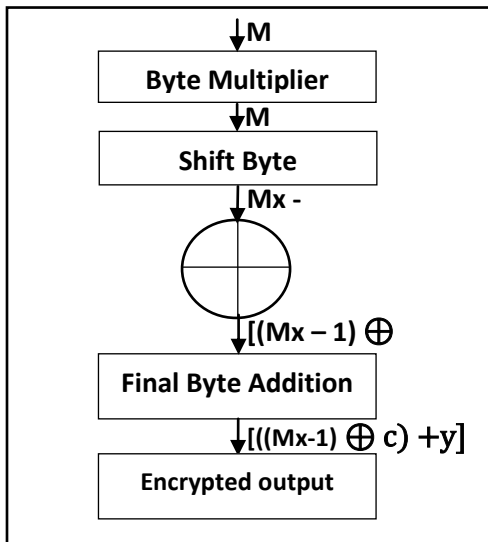 M
Byte Multiplier
M
Shift Byte
Mx -
[(Mx – 1) ⊕
Final Byte Addition
[((Mx-1) ⊕ c) +y]
Encrypted output